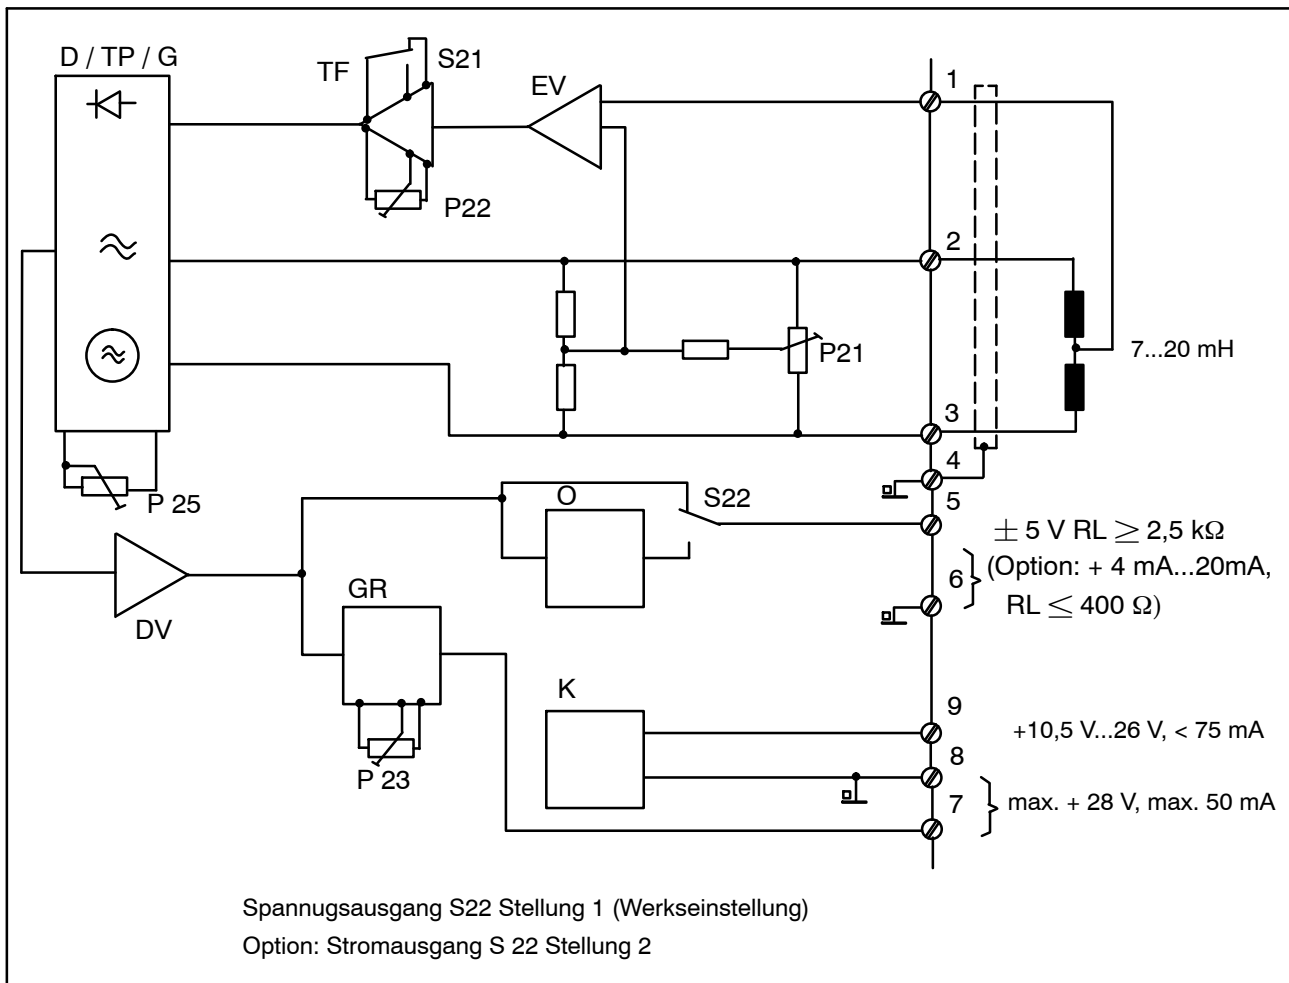 D / TP / G
TF
S21
EV
1
P22
2
P21
7...20 mH
3
4
P 25
O
S22
5
± 5 V RL ≥ 2,5 kΩ
6
(Option: + 4 mA...20mA,
RL ≤ 400 Ω)
GR
DV
K
9
+10,5 V...26 V, < 75 mA
8
P 23
7
max. + 28 V, max. 50 mA
Spannugsausgang S22 Stellung 1 (Werkseinstellung)
Option: Stromausgang S 22 Stellung 2